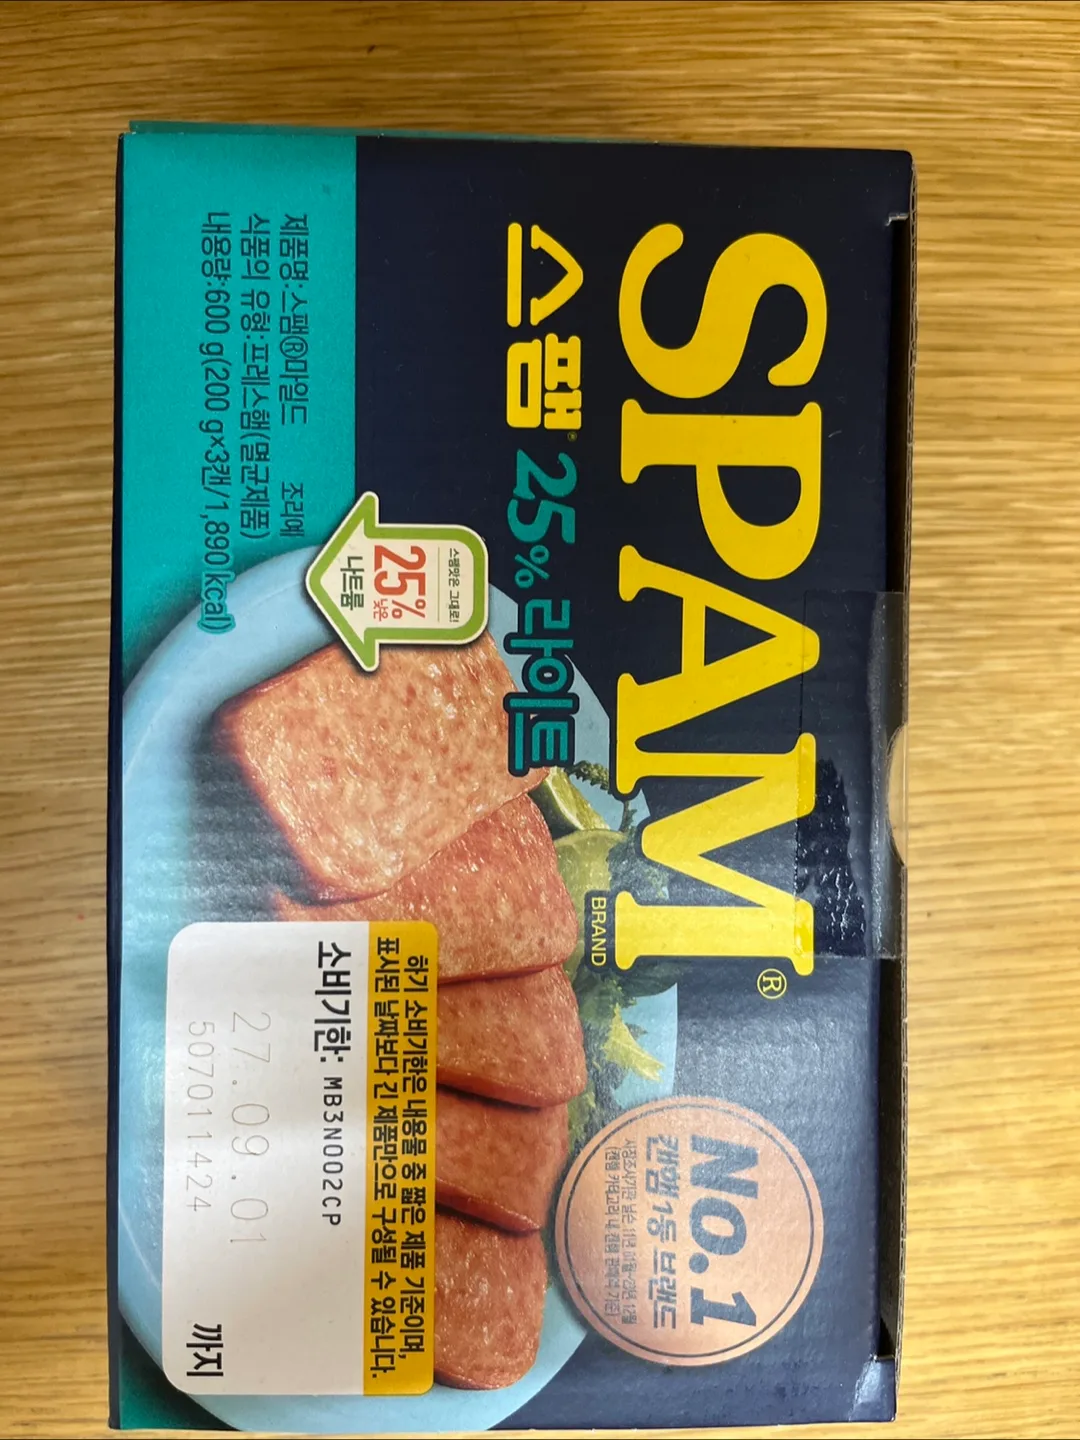 SPAM®
BRAND
스팸® 25% 라이트
스팸맛은 그대로!
25% 낮은
나트륨
제품명:스팸®마일드 조리예
식품의 유형:프레스햄(멸균제품)
내용량:600 g(200 g×3캔/1,890 kcal)
NO.1
캔햄 1등 브랜드
하기 소비기한은 내용물 중 짧은 제품 기준이며,
표시된 날짜보다 긴 제품만으로 구성될 수 있습니다.
소비기한: MB3N002CP
27.09.01
507011424 까지